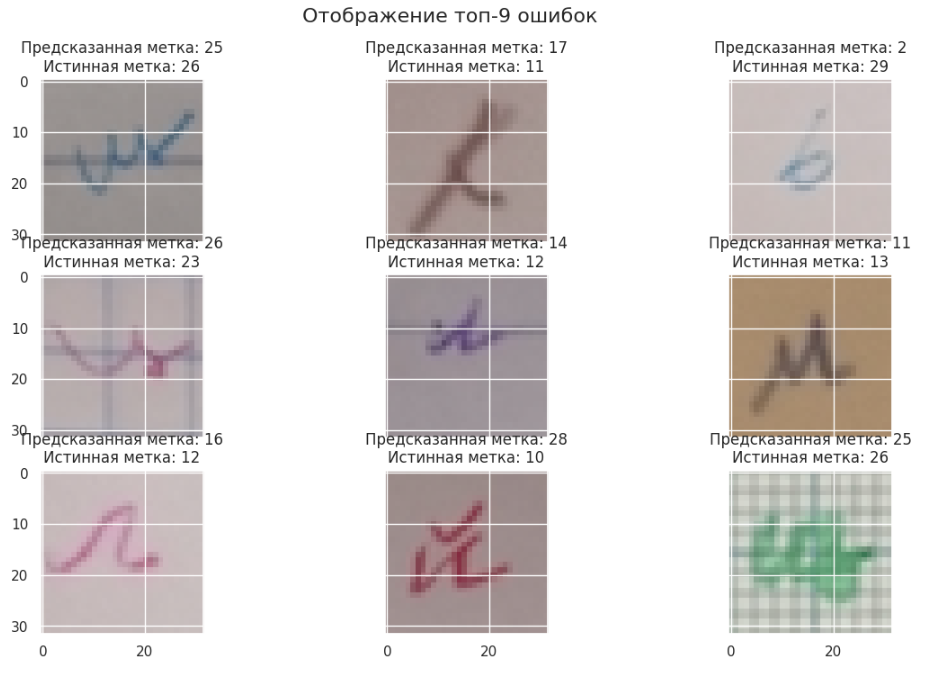 Отображение топ-9 ошибок
Предсказанная метка: 25
Истинная метка: 26
Предсказанная метка: 17
Истинная метка: 11
Предсказанная метка: 2
Истинная метка: 29
0
10
20
30
Предсказанная метка: 26
Истинная метка: 23
Предсказанная метка: 14
Истинная метка: 12
Предсказанная метка: 11
Истинная метка: 13
0
10
20
30
Предсказанная метка: 16
Истинная метка: 12
Предсказанная метка: 28
Истинная метка: 10
Предсказанная метка: 25
Истинная метка: 26
0
10
20
30
0 20
0 20
0 20